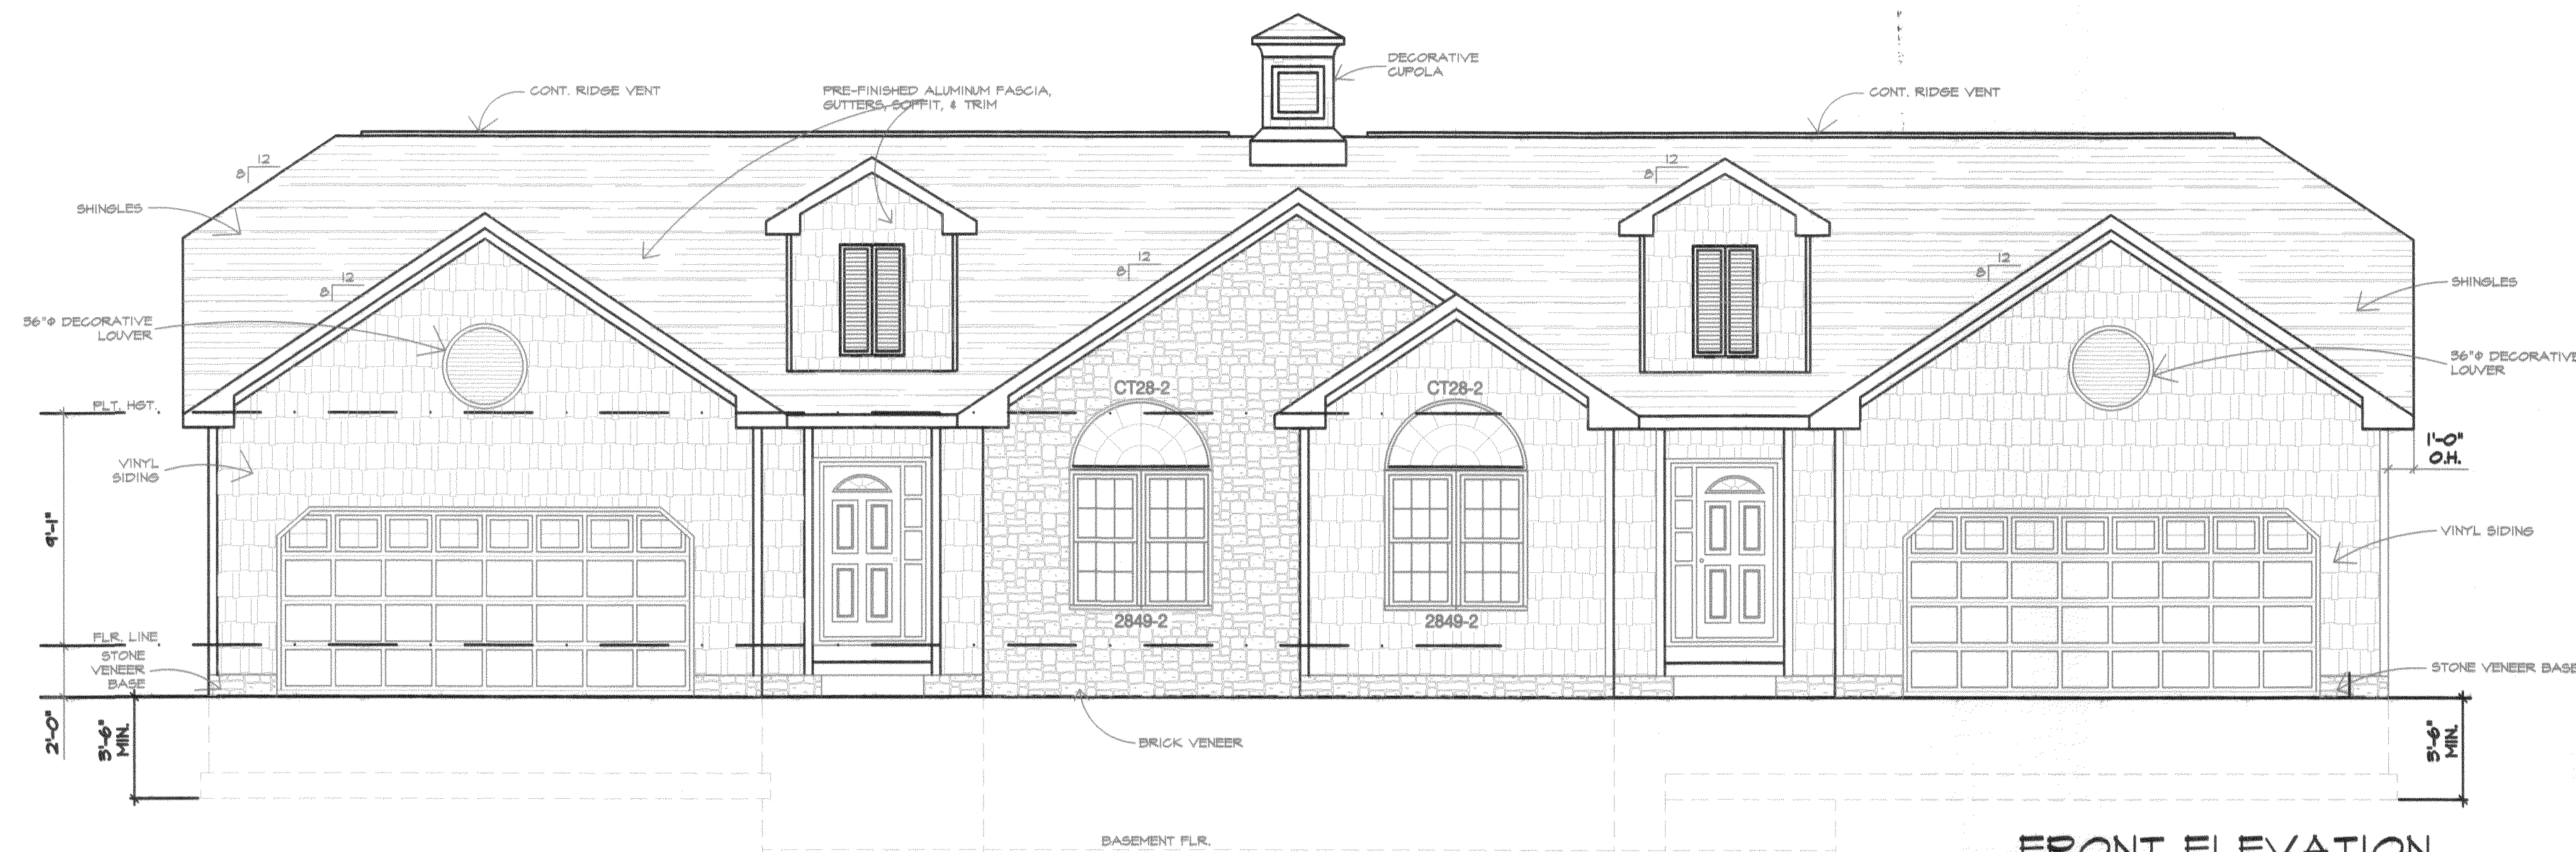 DECORATIVE
CUPOLA
CONT. RIDGE VENT
PRE-FINISHED ALUMINUM FASCIA,
GUTTERS, SOFFIT, & TRIM
CONT. RIDGE VENT
12
8
12
8
SHINGLES
12
8
12
8
12
8
SHINGLES
36"Φ DECORATIVE
LOUVER
36"Φ DECORATIVE
LOUVER
CT28-2
CT28-2
PLT. HGT.
1'-0"
O.H.
VINYL
SIDING
9'-1"
VINYL SIDING
2849-2
2849-2
FLR. LINE
STONE
VENEER
BASE
STONE VENEER BASE
2'-0"
3'-6"
MIN.
BRICK VENEER
3'-6"
MIN.
BASEMENT FLR.
FRONT ELEVATION